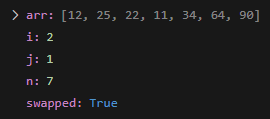 arr: [12, 25, 22, 11, 34, 64, 90]
i: 2
j: 1
n: 7
swapped: True